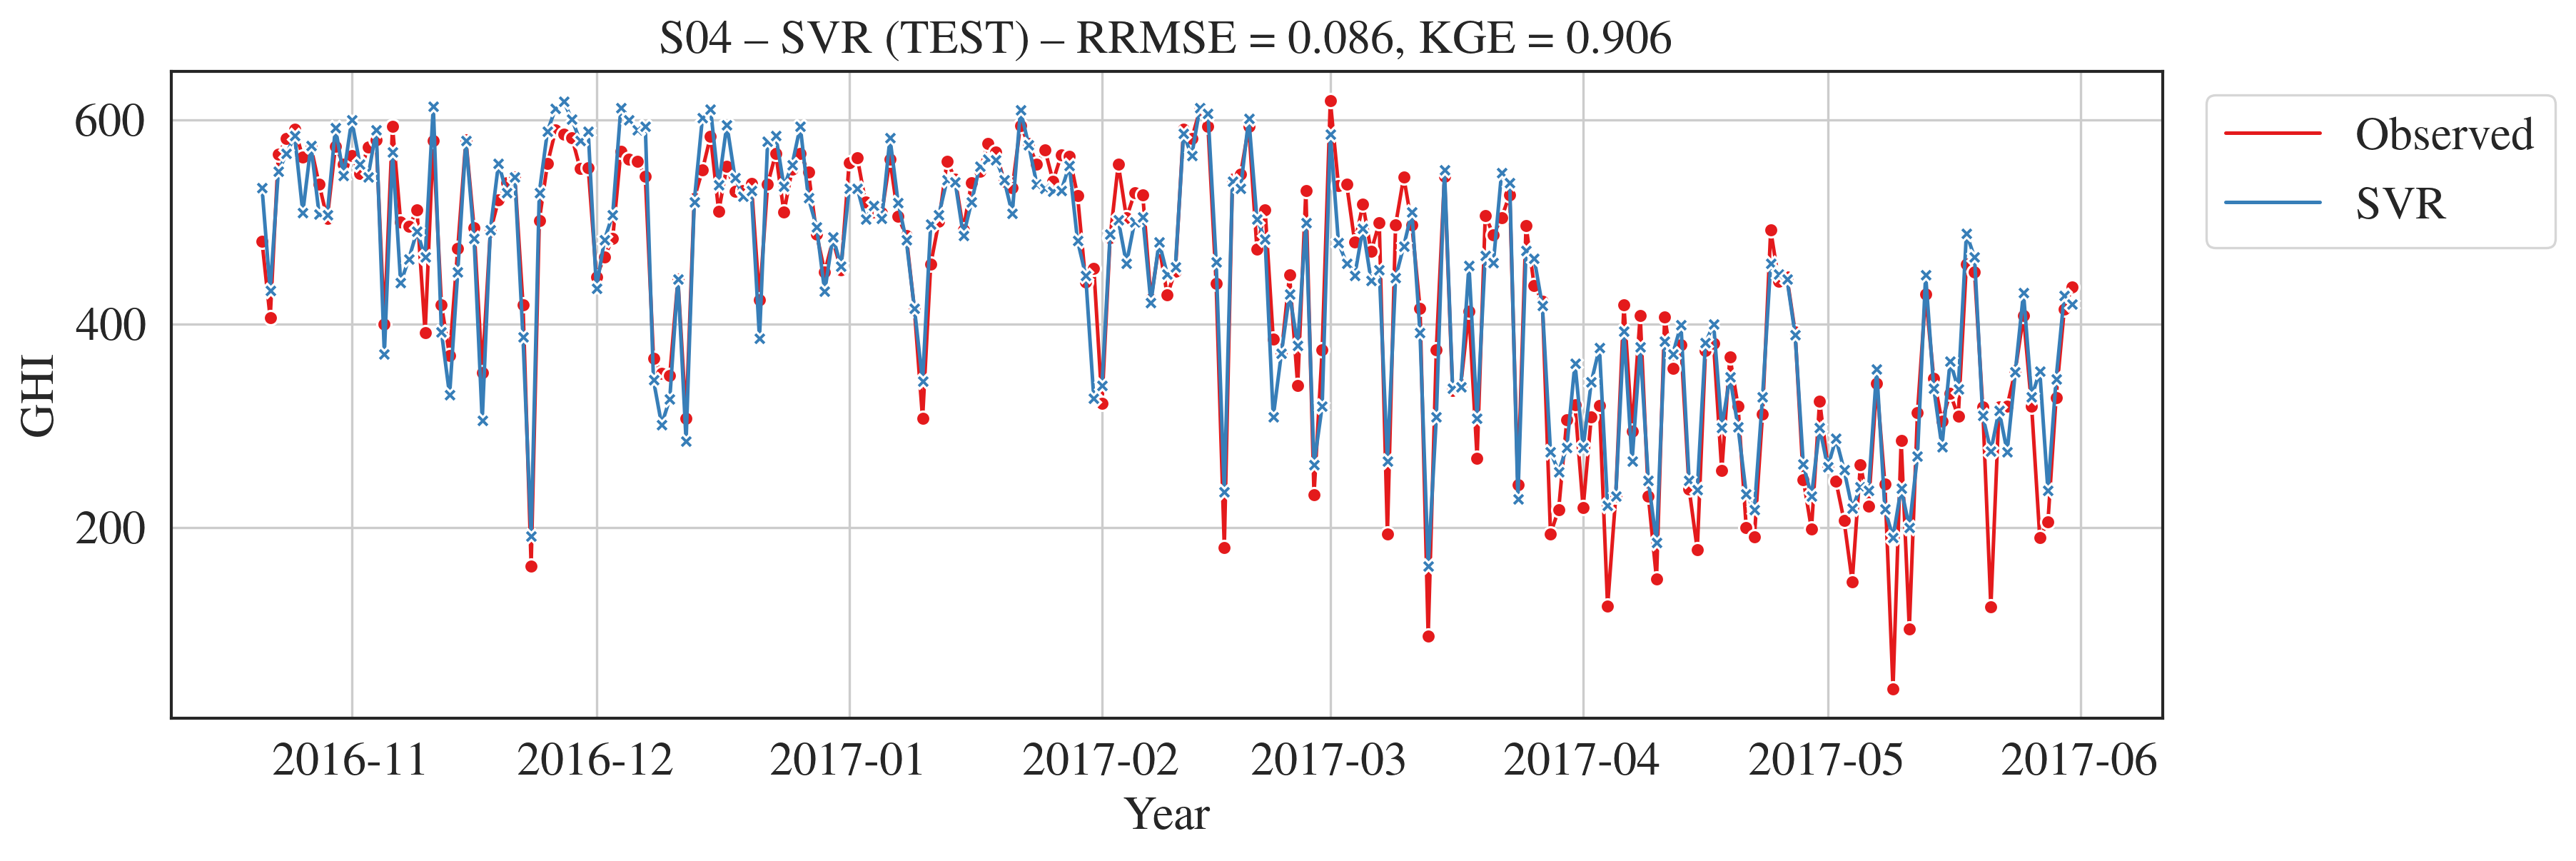 S04 – SVR (TEST) – RRMSE = 0.086, KGE = 0.906
600
400
200
GHI
Observed
SVR
2016-11 2016-12 2017-01 2017-02 2017-03 2017-04 2017-05 2017-06
Year